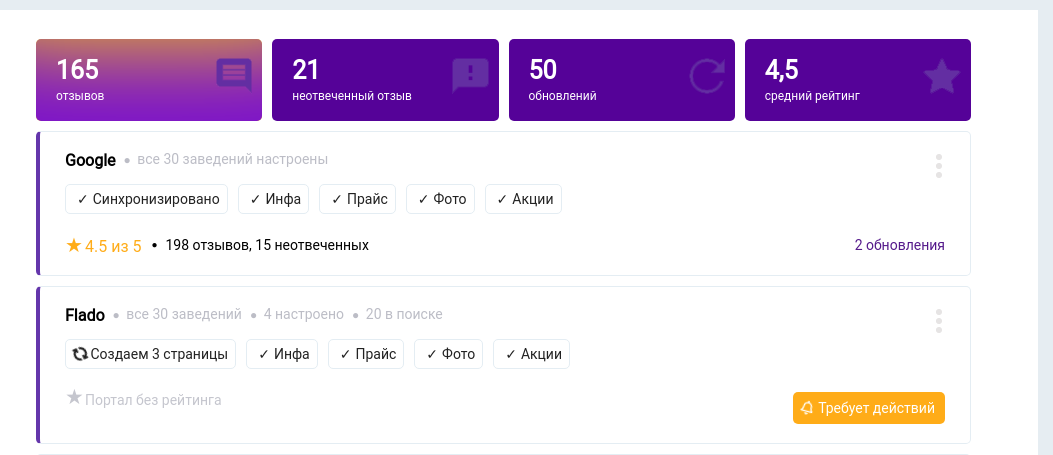 165
отзывов
21
неотвеченный отзыв
50
обновлений
4,5
средний рейтинг
Google • все 30 заведений настроены
✓ Синхронизировано ✓ Инфа ✓ Прайс ✓ Фото ✓ Акции
★ 4.5 из 5 • 198 отзывов, 15 неотвеченных 2 обновления
Flado • все 30 заведений • 4 настроено • 20 в поиске
Создаем 3 страницы ✓ Инфа ✓ Прайс ✓ Фото ✓ Акции
★ Портал без рейтинга
Требует действий